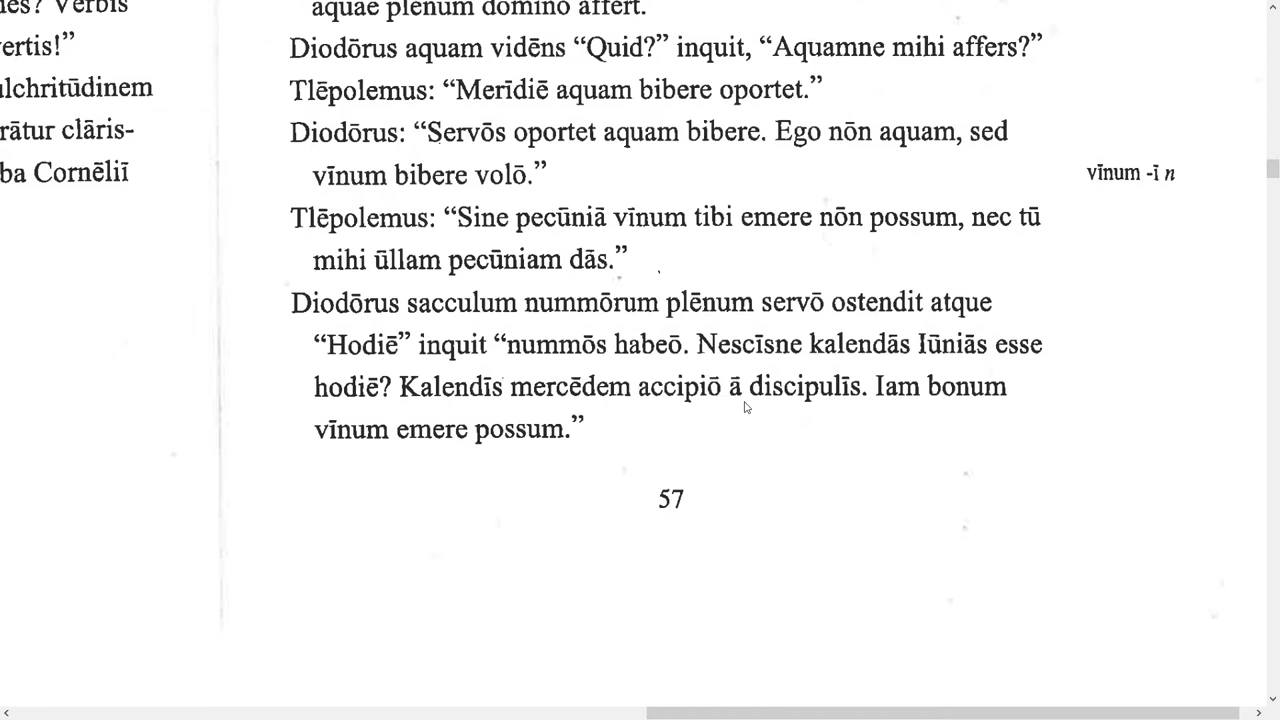 ertis!”
ulchritūdinem
rātur clāris-
ba Cornēliī
aquae plēnum dominō affert.
Diodōrus aquam vidēns “Quid?” inquit, “Aquamne mihi affers?”
Tlēpolemus: “Merīdiē aquam bibere oportet.”
Diodōrus: “Servōs oportet aquam bibere. Ego nōn aquam, sed
vīnum bibere volō.”
vīnum -ī n
Tlēpolemus: “Sine pecūniā vīnum tibi emere nōn possum, nec tū
mihi ūllam pecūniam dās.”
Diodōrus sacculum nummōrum plēnum servō ostendit atque
“Hodiē” inquit “nummōs habeō. Nescīsne kalendās Iūniās esse
hodiē? Kalendīs mercēdem accipiō ā discipulīs. Iam bonum
vīnum emere possum.”
57